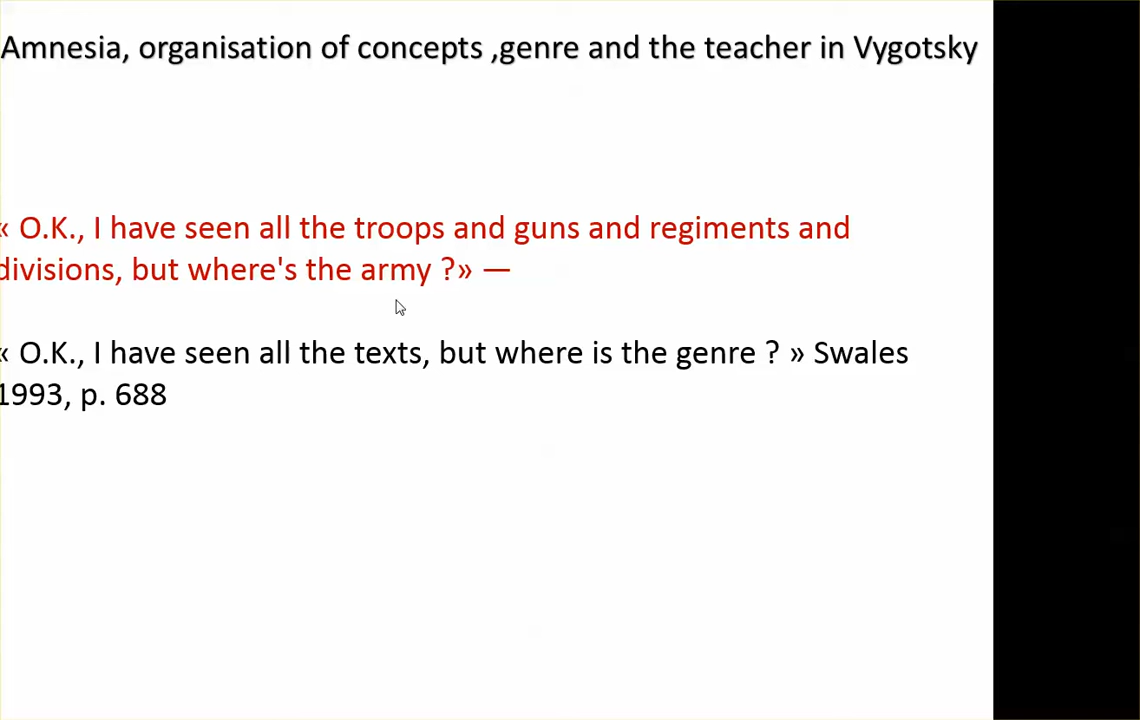 Amnesia, organisation of concepts ,genre and the teacher in Vygotsky
« O.K., I have seen all the troops and guns and regiments and
divisions, but where's the army ?» —
« O.K., I have seen all the texts, but where is the genre ? » Swales
1993, p. 688